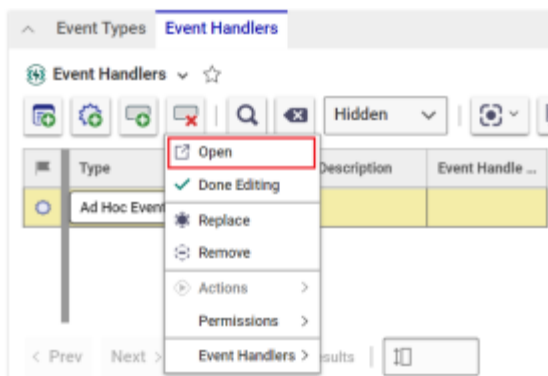 Event Types Event Handlers
Event Handlers
Hidden
Open
Type Description Event Handle ...
Done Editing
Ad Hoc Event
Replace
Remove
Actions
Permissions
< Prev Next > Event Handlers >